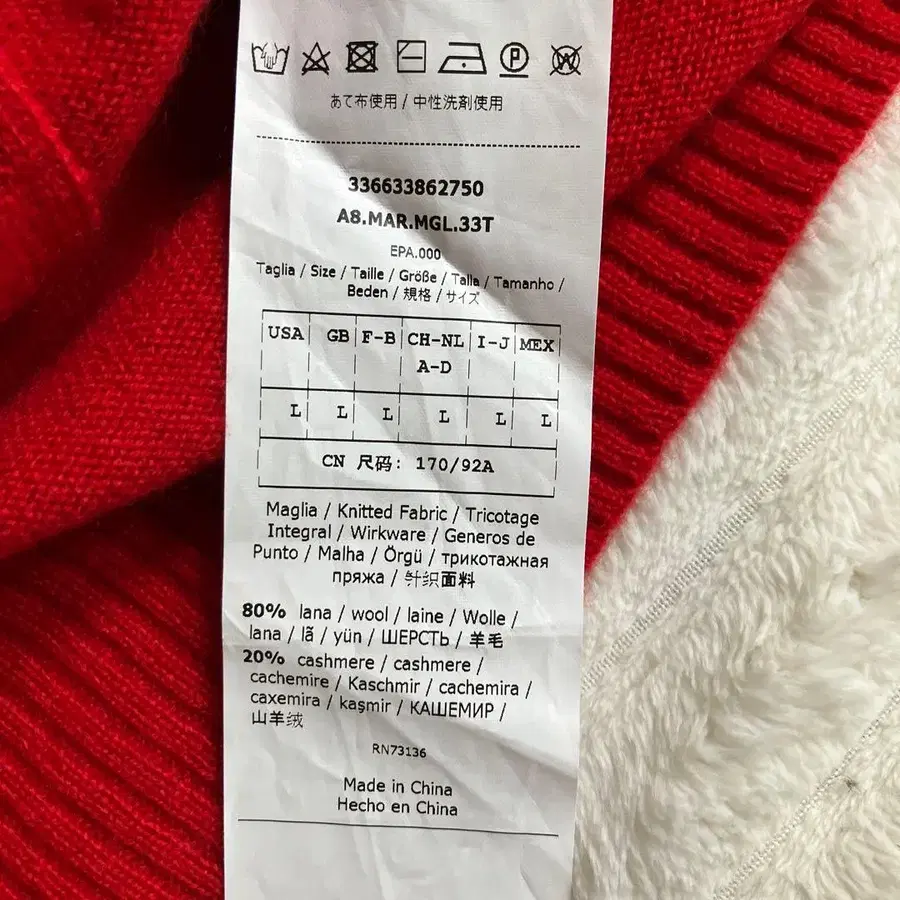 あて布使用 / 中性洗剤使用
336633862750
A8.MAR.MGL.33T
EPA.000
Taglia / Size / Taille / Größe / Talla / Tamanho /
Beden / 規格 / サイズ
USA GB F-B CH-NL I-J MEX
A-D
L L L L L L
CN 尺码: 170/92A
Maglia / Knitted Fabric / Tricotage
Integral / Wirkware / Generos de
Punto / Malha / Örgü / трикотажная
пряжа / 针织面料
80% lana / wool / laine / Wolle /
lana / lã / yün / ШЕРСТЬ / 羊毛
20% cashmere / cashmere /
cachemire / Kaschmir / cachemira /
caxemira / kaşmir / КАШЕМИР /
山羊绒
RN73136
Made in China
Hecho en China